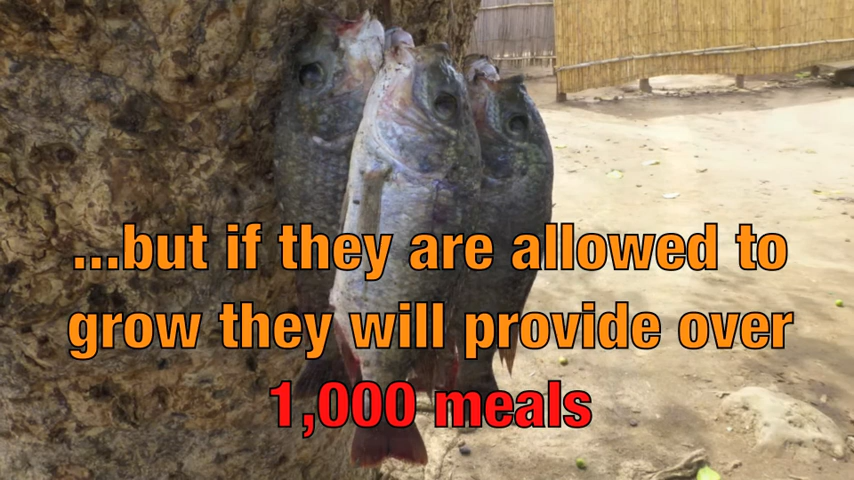 ...but if they are allowed to
grow they will provide over
1,000 meals